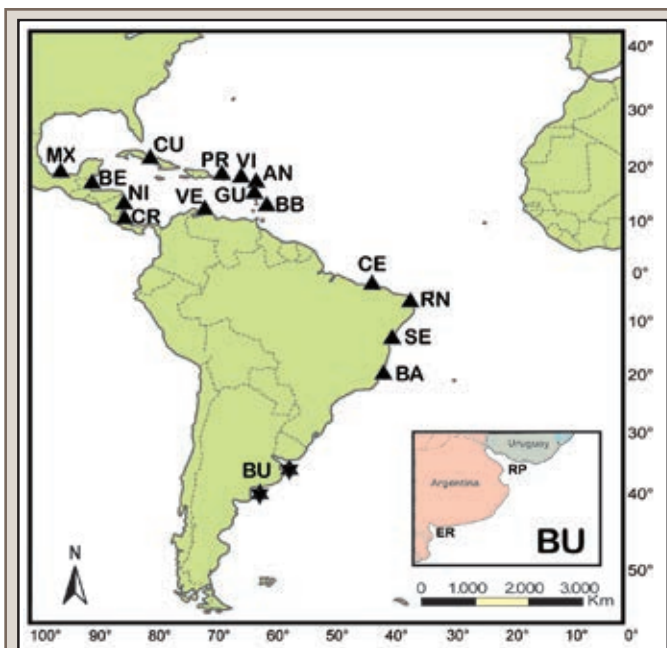 40°
30°
20°
10°
0°
10°
20°
30°
40°
50°
MX
CU
PR
VI
AN
BE
NI
VE
GU
BB
CR
CE
RN
SE
BA
BU
Uruguay
RP
Argentina
ER
BU
N
0 1.000 2.000 3.000
Km
100° 90° 80° 70° 60° 50° 40° 30° 20° 10° 0°